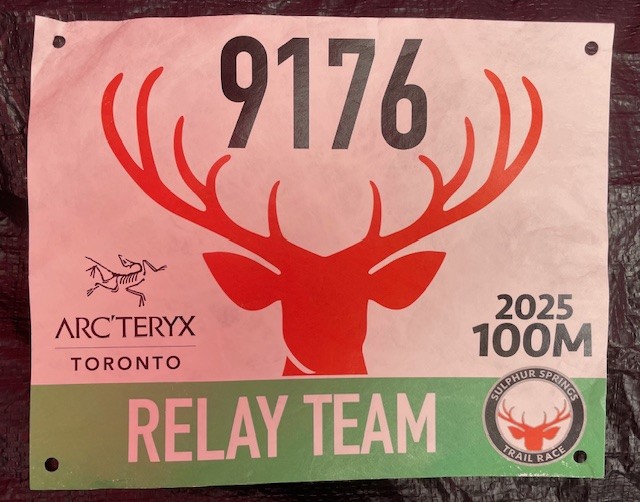 9176
ARC'TERYX
TORONTO
2025
100M
RELAY TEAM
SULPHUR SPRINGS
TRAIL RACE